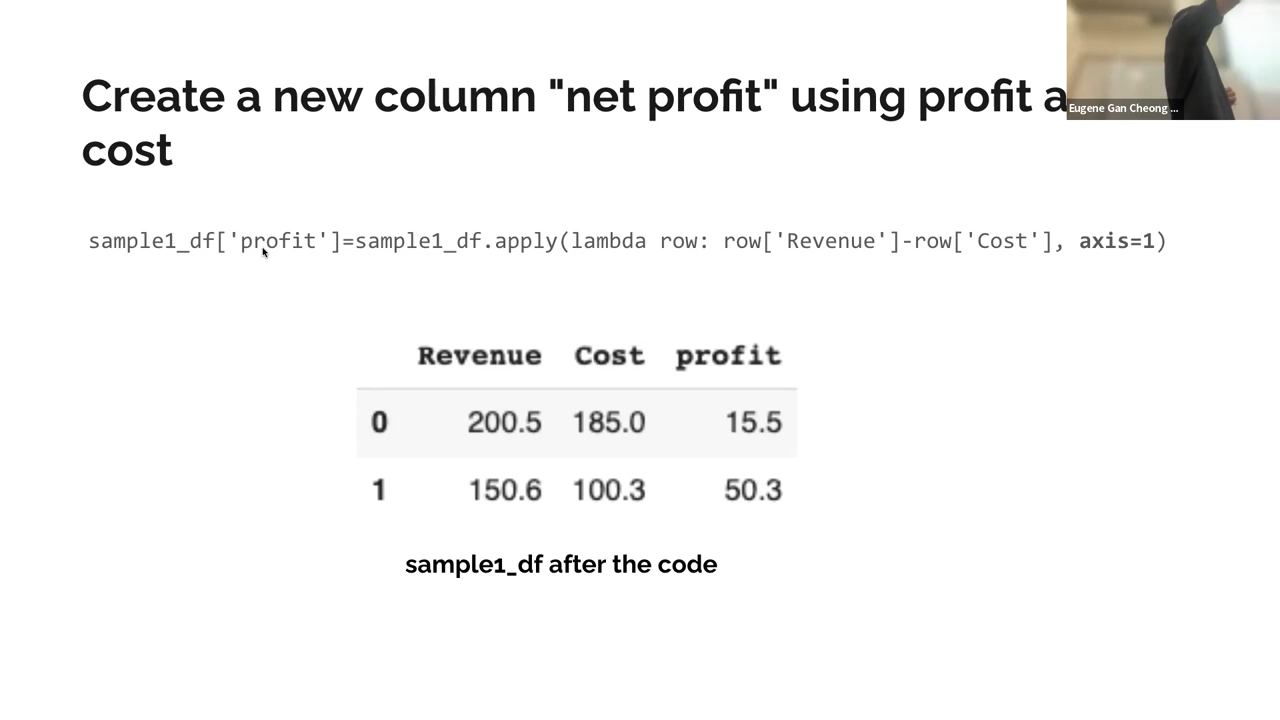 Create a new column "net profit" using profit a
cost
Eugene Gan Cheong ...
sample1_df['profit']=sample1_df.apply(lambda row: row['Revenue']-row['Cost'], axis=1)
Revenue Cost profit
0 200.5 185.0 15.5
1 150.6 100.3 50.3
sample1_df after the code